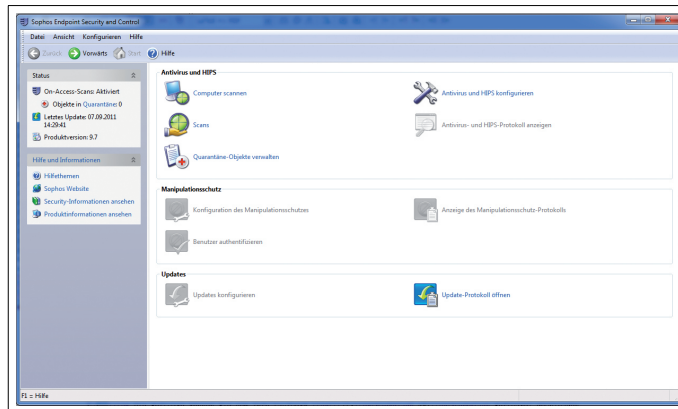 Sophos Endpoint Security and Control
Datei Ansicht Konfigurieren Hilfe
Zurück Vorwärts Start Hilfe
Status
On-Access-Scans: Aktiviert
Objekte in Quarantäne: 0
Letztes Update: 07.09.2011
14:29:41
Produktversion: 9.7
Hilfe und Informationen
Hilfethemen
Sophos Website
Security-Informationen ansehen
Produktinformationen ansehen
Antivirus und HIPS
Computer scannen
Antivirus und HIPS konfigurieren
Scans
Antivirus- und HIPS-Protokoll anzeigen
Quarantäne-Objekte verwalten
Manipulationsschutz
Konfiguration des Manipulationsschutzes
Anzeige des Manipulationsschutz-Protokolls
Benutzer authentifizieren
Updates
Updates konfigurieren
Update-Protokoll öffnen
F1 = Hilfe